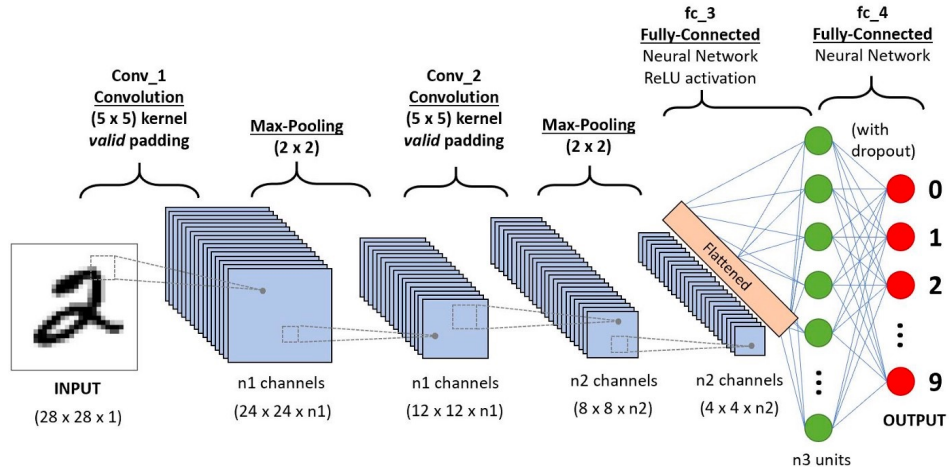 fc_3
Fully-Connected
Neural Network
ReLU activation
fc_4
Fully-Connected
Neural Network
Conv_1
Convolution
(5 x 5) kernel
valid padding
Max-Pooling
(2 x 2)
Conv_2
Convolution
(5 x 5) kernel
valid padding
Max-Pooling
(2 x 2)
(with
dropout)
Flattened
0
1
2
9
2
INPUT
(28 x 28 x 1)
n1 channels
(24 x 24 x n1)
n1 channels
(12 x 12 x n1)
n2 channels
(8 x 8 x n2)
n2 channels
(4 x 4 x n2)
n3 units
OUTPUT